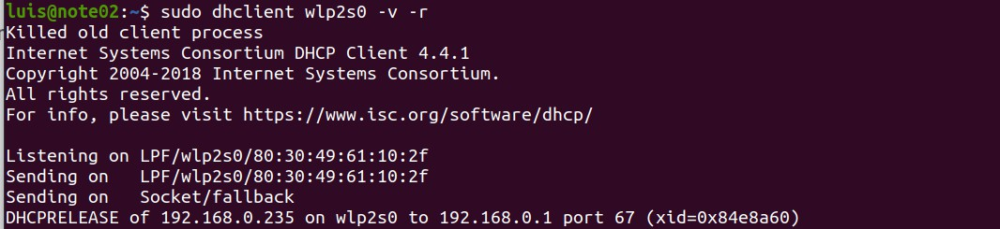 luis@note02:~$ sudo dhclient wlp2s0 -v -r
Killed old client process
Internet Systems Consortium DHCP Client 4.4.1
Copyright 2004-2018 Internet Systems Consortium.
All rights reserved.
For info, please visit https://www.isc.org/software/dhcp/

Listening on LPF/wlp2s0/80:30:49:61:10:2f
Sending on   LPF/wlp2s0/80:30:49:61:10:2f
Sending on   Socket/fallback
DHCPRELEASE of 192.168.0.235 on wlp2s0 to 192.168.0.1 port 67 (xid=0x84e8a60)